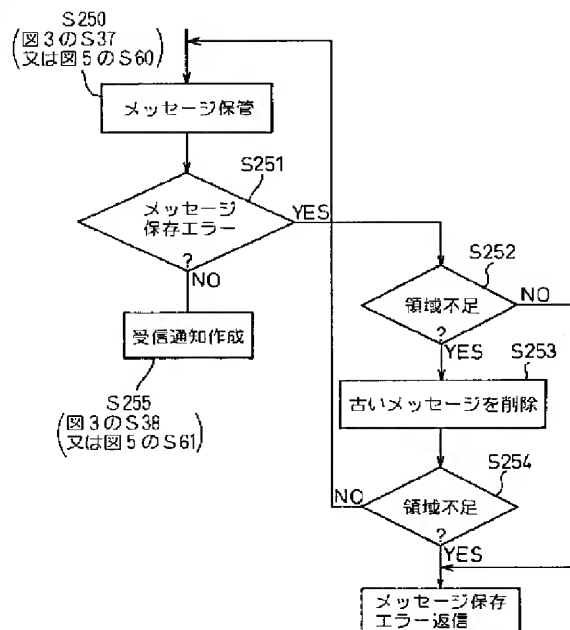 S250
(図3のS37
又は図5のS60)
メッセージ保管
S251
メッセージ
保存エラー
?
YES
NO
受信通知作成
S255
(図3のS38
又は図5のS61)
S252
領域不足
?
NO
YES
S253
古いメッセージを削除
S254
NO
領域不足
?
YES
メッセージ保存
エラー返信